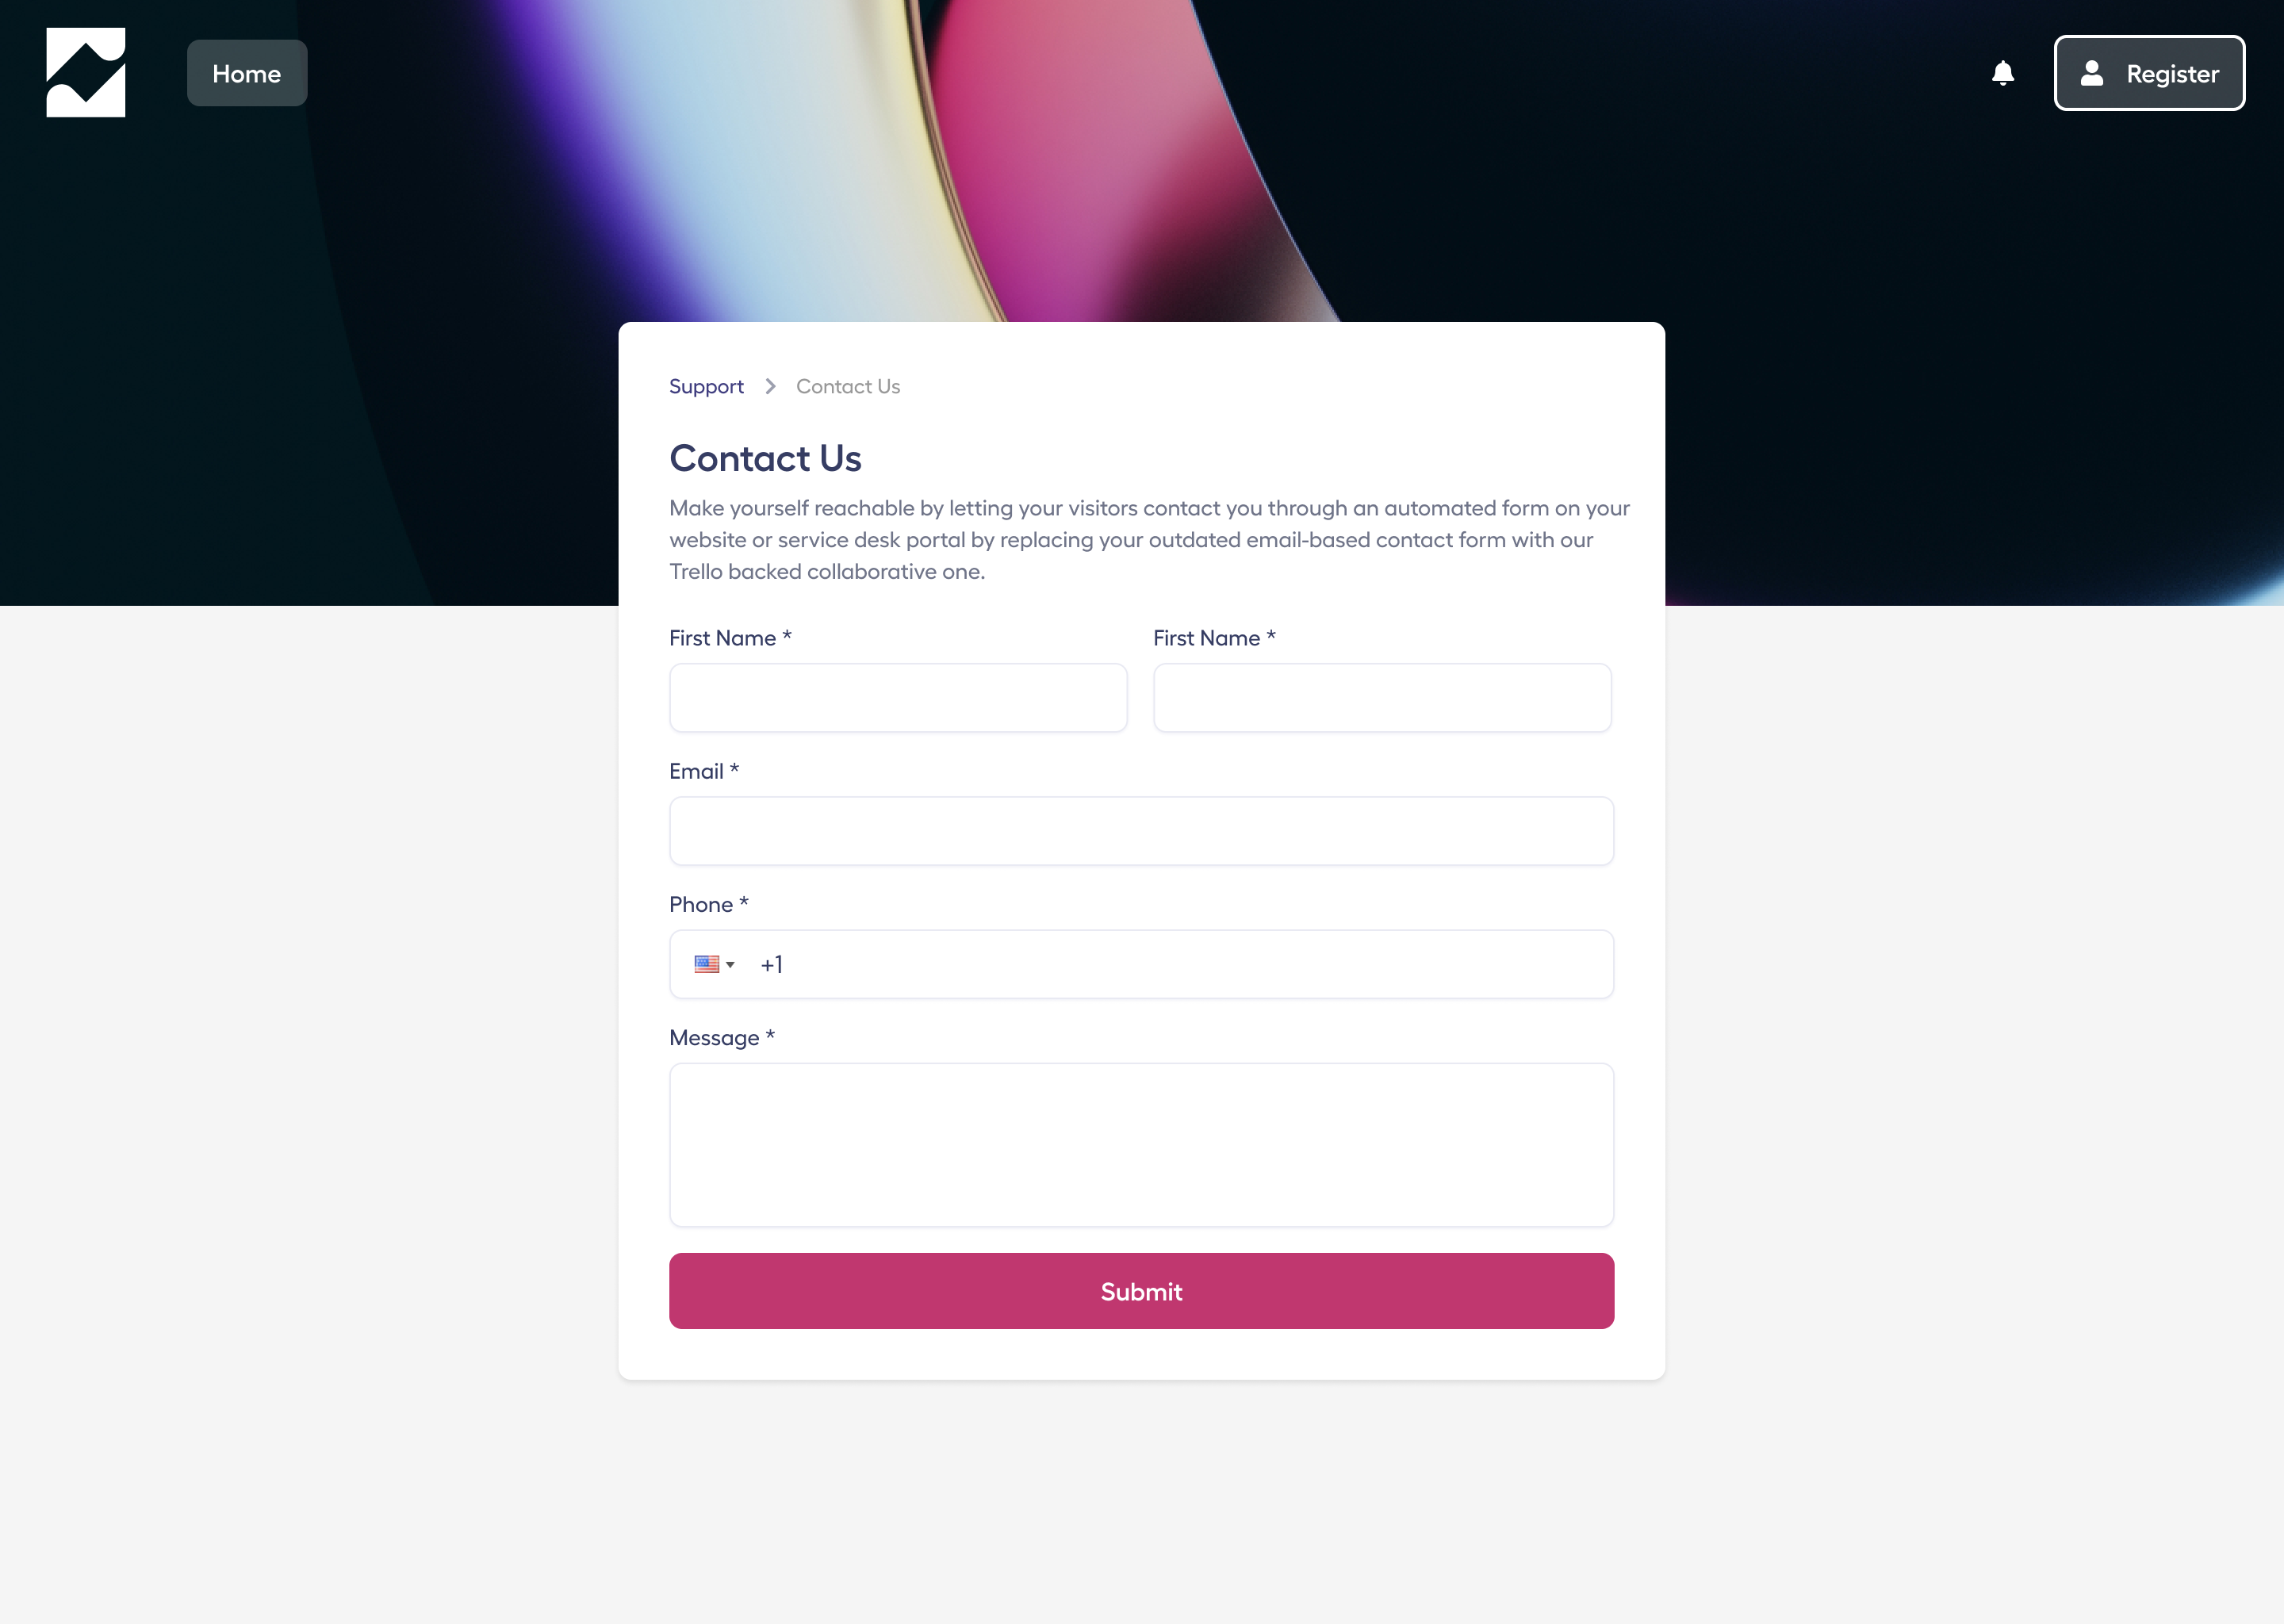 Home
Register
Support
Contact Us
Contact Us
Make yourself reachable by letting your visitors contact you through an automated form on your
website or service desk portal by replacing your outdated email-based contact form with our
Trello backed collaborative one.
First Name *
First Name *
Email *
Phone *
+1
Message *
Submit